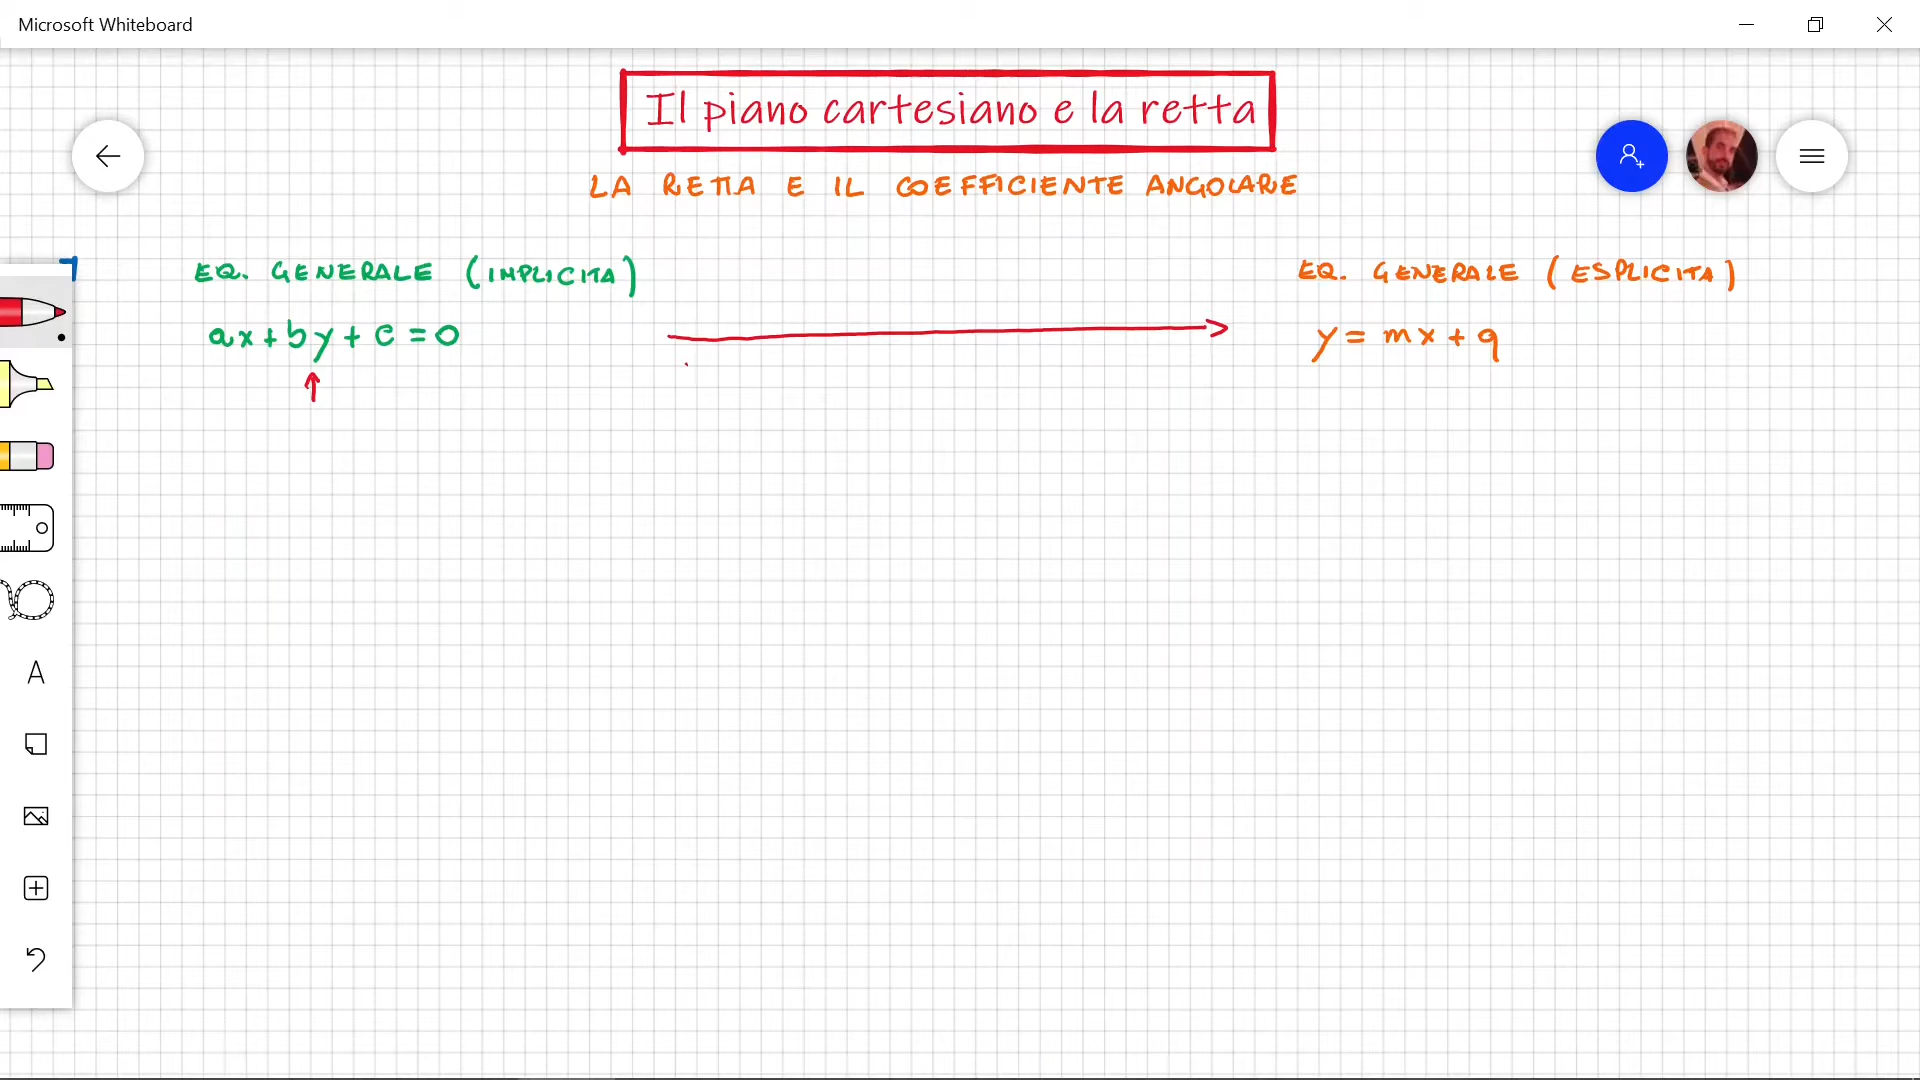 Microsoft Whiteboard
Il piano cartesiano e la retta
LA RETTA E IL COEFFICIENTE ANGOLARE
EQ. GENERALE (IMPLICITA)
EQ. GENERALE (ESPLICITA)
ax+by+c=0
y=mx+q
A